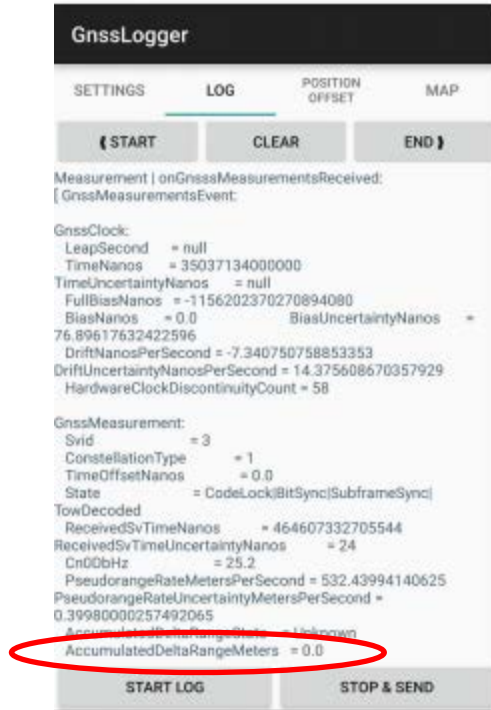 GnssLogger
SETTINGS LOG POSITION OFFSET MAP
❰ START CLEAR END ❱
Measurement | onGnsssMeasurementsReceived:
[ GnssMeasurementsEvent:
GnssClock:
LeapSecond = null
TimeNanos = 35037134000000
TimeUncertaintyNanos = null
FullBiasNanos = -1156202370270894080
BiasNanos = 0.0 BiasUncertaintyNanos =
76.89617632422596
DriftNanosPerSecond = -7.340750758853353
DriftUncertaintyNanosPerSecond = 14.375608670357929
HardwareClockDiscontinuityCount = 58
GnssMeasurement:
Svid = 3
ConstellationType = 1
TimeOffsetNanos = 0.0
State = CodeLock|BitSync|SubframeSync|
TowDecoded
ReceivedSvTimeNanos = 464607332705544
ReceivedSvTimeUncertaintyNanos = 24
Cn0DbHz = 25.2
PseudorangeRateMetersPerSecond = 532.43994140625
PseudorangeRateUncertaintyMetersPerSecond =
0.39980000257492065
AccumulatedDeltaRangeState = Unknown
AccumulatedDeltaRangeMeters = 0.0
START LOG STOP & SEND